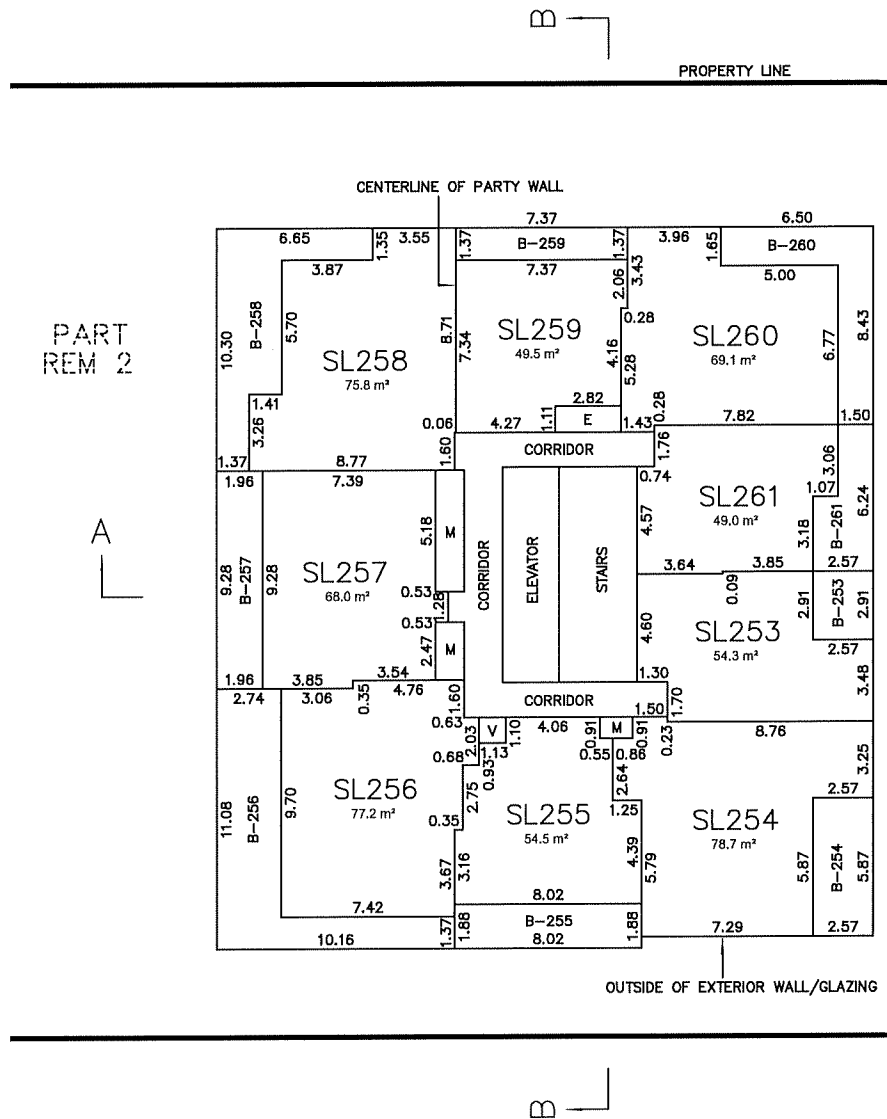 B
PROPERTY LINE
CENTERLINE OF PARTY WALL
7.37
6.50
6.65
3.55
1.35
1.37
B-259
1.37
3.96
1.65
B-260
3.87
7.37
2.06
3.43
5.00
PART
REM 2
10.30
B-258
5.70
SL258
75.8 m²
8.71
7.34
SL259
49.5 m²
0.28
4.16
5.28
SL260
69.1 m²
6.77
8.43
1.41
3.26
2.82
1.11
E
0.28
0.06
4.27
1.43
7.82
1.50
1.60
CORRIDOR
1.76
1.37
8.77
0.74
3.06
1.96
7.39
1.07
A
5.18
M
4.57
SL261
49.0 m²
3.18
B-261
6.24
9.28
B-257
9.28
SL257
68.0 m²
CORRIDOR
ELEVATOR
STAIRS
3.64
3.85
2.57
0.53
1.28
0.09
2.91
B-253
2.91
0.53
2.47
M
4.60
SL253
54.3 m²
2.57
1.96
3.85
3.54
1.30
3.48
2.74
3.06
0.35
4.76
1.60
CORRIDOR
1.50
1.70
0.63
2.03
V
1.10
4.06
0.91
M
0.91
0.23
8.76
0.68
1.13
0.93
0.55
0.86
3.25
2.75
2.64
2.57
11.08
B-256
9.70
SL256
77.2 m²
0.35
SL255
54.5 m²
1.25
SL254
78.7 m²
3.67
3.16
4.39
5.79
5.87
B-254
5.87
7.42
8.02
10.16
1.37
1.88
B-255
8.02
1.88
7.29
2.57
OUTSIDE OF EXTERIOR WALL/GLAZING
B